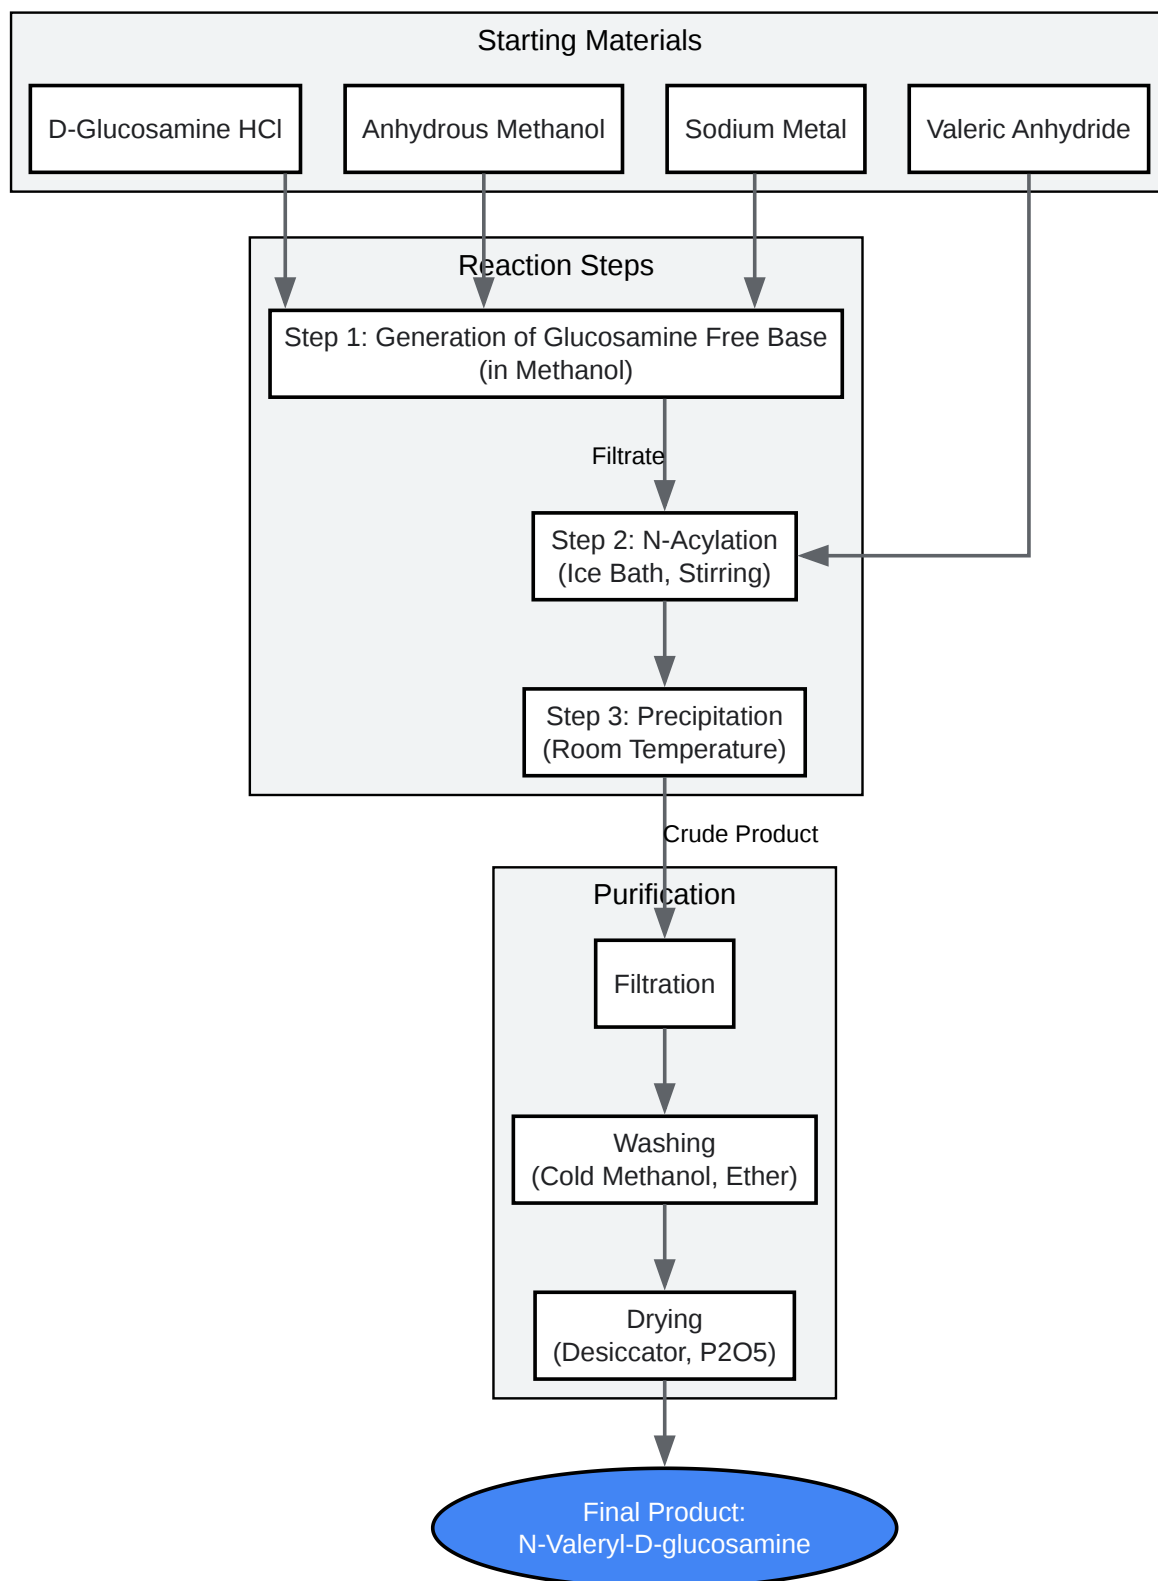 Starting Materials
D-Glucosamine HCl
Anhydrous Methanol
Sodium Metal
Valeric Anhydride
Reaction Steps
Step 1: Generation of Glucosamine Free Base
(in Methanol)
Filtrate
Step 2: N-Acylation
(Ice Bath, Stirring)
Step 3: Precipitation
(Room Temperature)
Crude Product
Purification
Filtration
Washing
(Cold Methanol, Ether)
Drying
(Desiccator, P2O5)
Final Product:
N-Valeryl-D-glucosamine